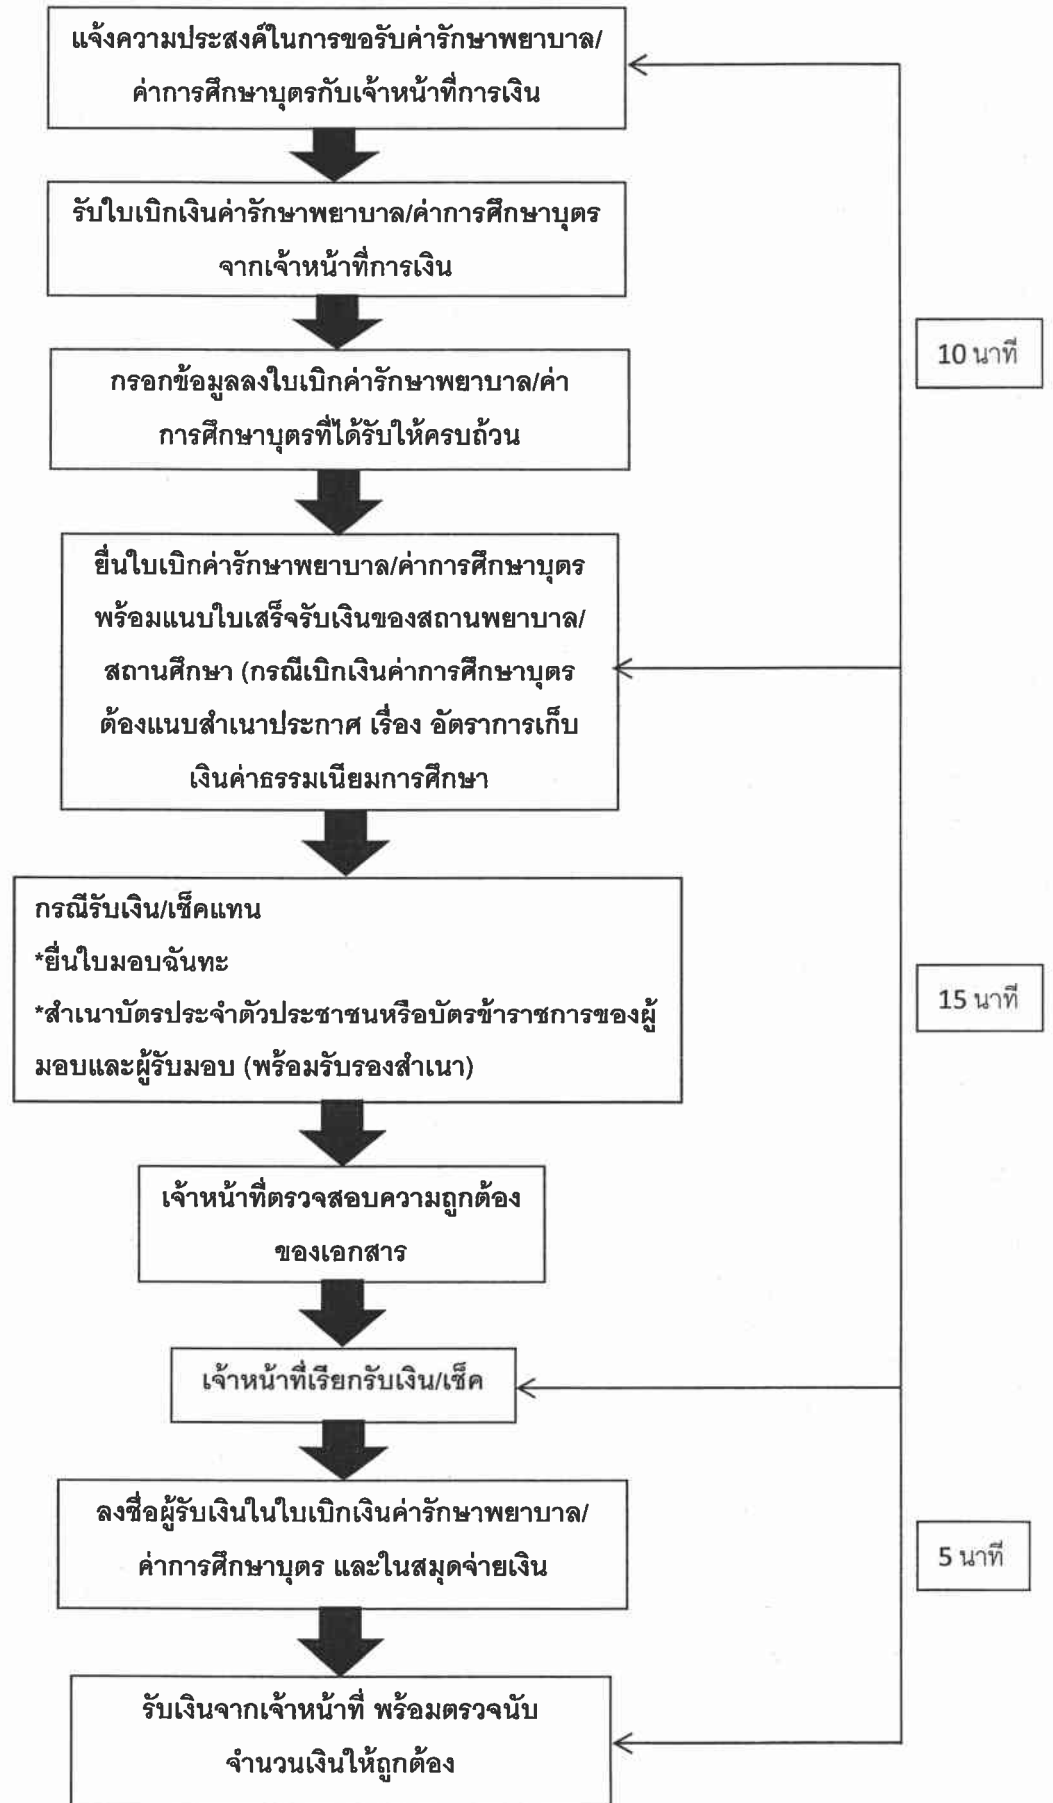 แจ้งความประสงค์ในการขอรับค่ารักษาพยาบาล/
ค่าการศึกษาบุตรกับเจ้าหน้าที่การเงิน
รับใบเบิกเงินค่ารักษาพยาบาล/ค่าการศึกษาบุตร
จากเจ้าหน้าที่การเงิน
กรอกข้อมูลลงใบเบิกค่ารักษาพยาบาล/ค่า
การศึกษาบุตรที่ได้รับให้ครบถ้วน
10 นาที
ยื่นใบเบิกค่ารักษาพยาบาล/ค่าการศึกษาบุตร
พร้อมแนบใบเสร็จรับเงินของสถานพยาบาล/
สถานศึกษา (กรณีเบิกเงินค่าการศึกษาบุตร
ต้องแนบสำเนาประกาศ เรื่อง อัตราการเก็บ
เงินค่าธรรมเนียมการศึกษา
กรณีรับเงิน/เช็คแทน
*ยื่นใบมอบฉันทะ
*สำเนาบัตรประจำตัวประชาชนหรือบัตรข้าราชการของผู้
มอบและผู้รับมอบ (พร้อมรับรองสำเนา)
15 นาที
เจ้าหน้าที่ตรวจสอบความถูกต้อง
ของเอกสาร
เจ้าหน้าที่เรียกรับเงิน/เช็ค
ลงชื่อผู้รับเงินในใบเบิกเงินค่ารักษาพยาบาล/
ค่าการศึกษาบุตร และในสมุดจ่ายเงิน
5 นาที
รับเงินจากเจ้าหน้าที่ พร้อมตรวจนับ
จำนวนเงินให้ถูกต้อง